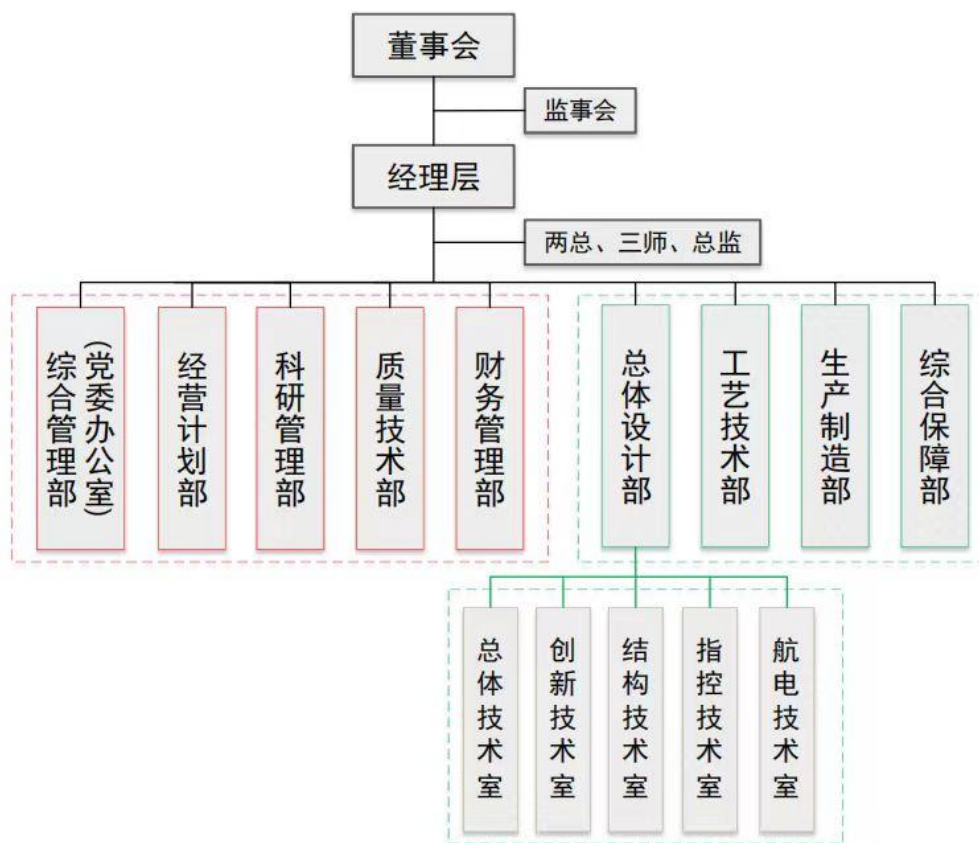 董事会
监事会
经理层
两总、三师、总监
综合管理部
(党委办公室)
经营计划部
科研管理部
质量技术部
财务管理部
总体设计部
工艺技术部
生产制造部
综合保障部
总体技术室
创新技术室
结构技术室
指控技术室
航电技术室